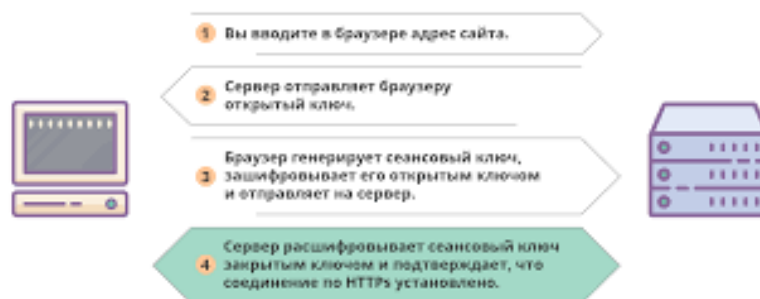 1 Вы вводите в браузере адрес сайта.
2 Сервер отправляет браузеру
открытый ключ.
3 Браузер генерирует сеансовый ключ,
зашифровывает его открытым ключом
и отправляет на сервер.
4 Сервер расшифровывает сеансовый ключ
закрытым ключом и подтверждает, что
соединение по HTTPs установлено.